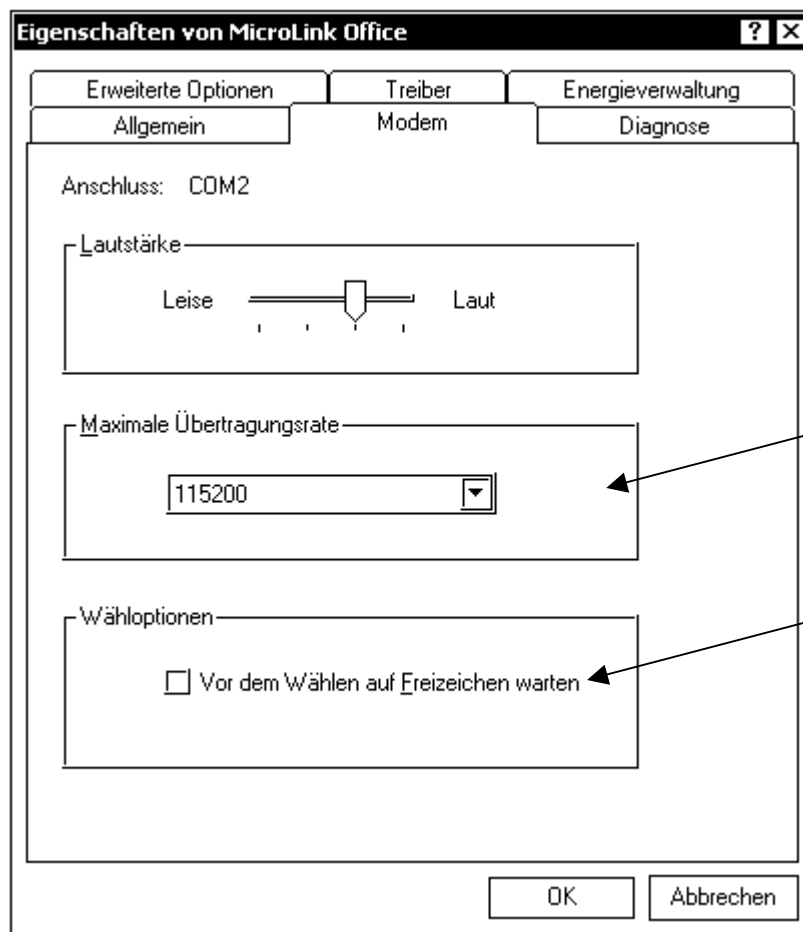 Eigenschaften von MicroLink Office ? X
Erweiterte Optionen Treiber Energieverwaltung
Allgemein Modem Diagnose
Anschluss: COM2
Lautstärke
Leise Laut
Maximale Übertragungsrate
115200
Wähloptionen
Vor dem Wählen auf Freizeichen warten
OK Abbrechen